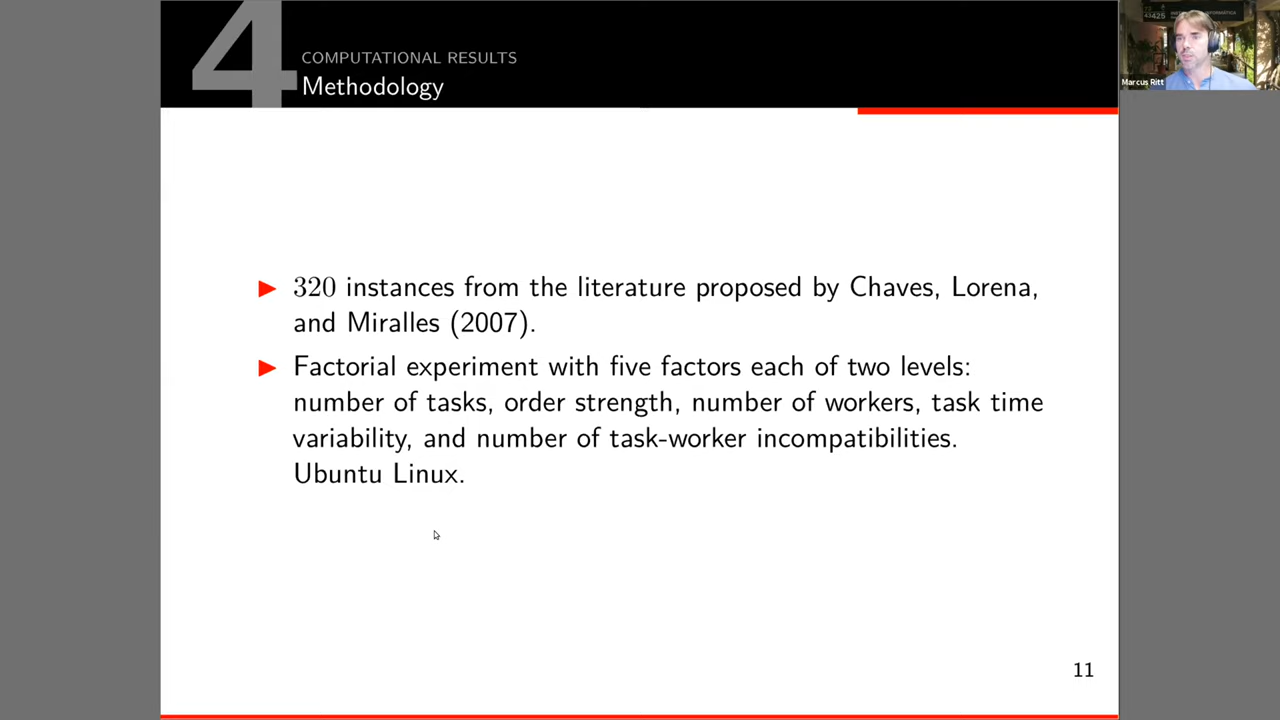 4
COMPUTATIONAL RESULTS
Methodology
Marcus Ritt
320 instances from the literature proposed by Chaves, Lorena,
and Miralles (2007).
Factorial experiment with five factors each of two levels:
number of tasks, order strength, number of workers, task time
variability, and number of task-worker incompatibilities.
Ubuntu Linux.
11